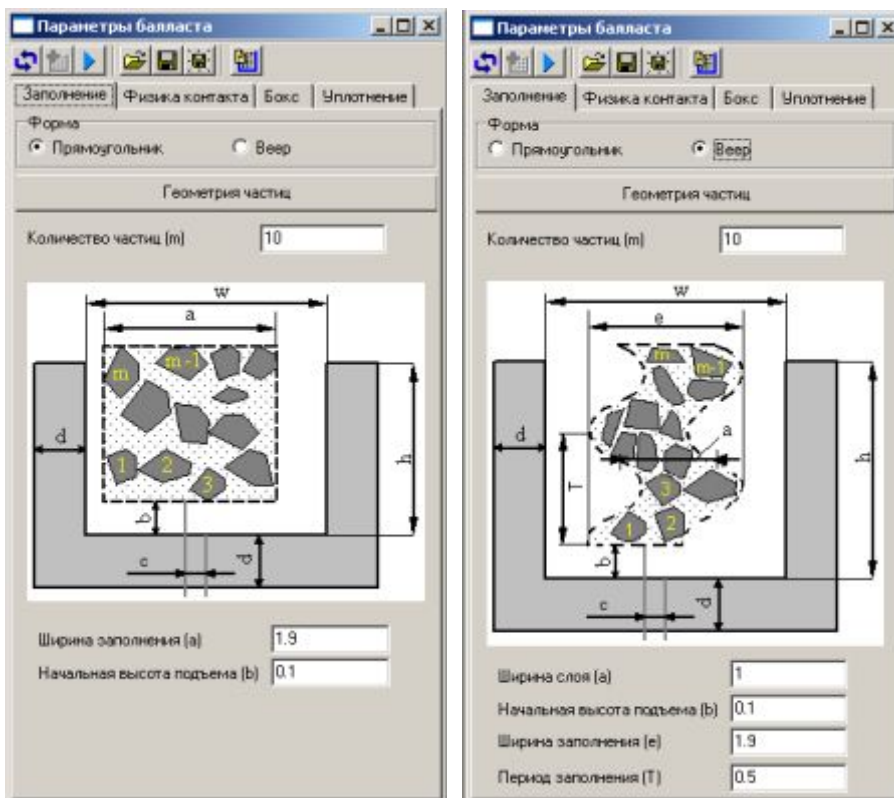 Параметры балласта
Заполнение Физика контакта Бокс Уплотнение
Форма
Прямоугольник Веер
Геометрия частиц
Количество частиц (m) 10
w
a
m m-1
d
h
1 2
3
b
c d
Ширина заполнения (a) 1.9
Начальная высота подъема (b) 0.1
Параметры балласта
Заполнение Физика контакта Бокс Уплотнение
Форма
Прямоугольник Веер
Геометрия частиц
Количество частиц (m) 10
w
e
m m-1
d
a
h
T
3
1 2
b
c d
Ширина слоя (a) 1
Начальная высота подъема (b) 0.1
Ширина заполнения (e) 1.9
Период заполнения (T) 0.5